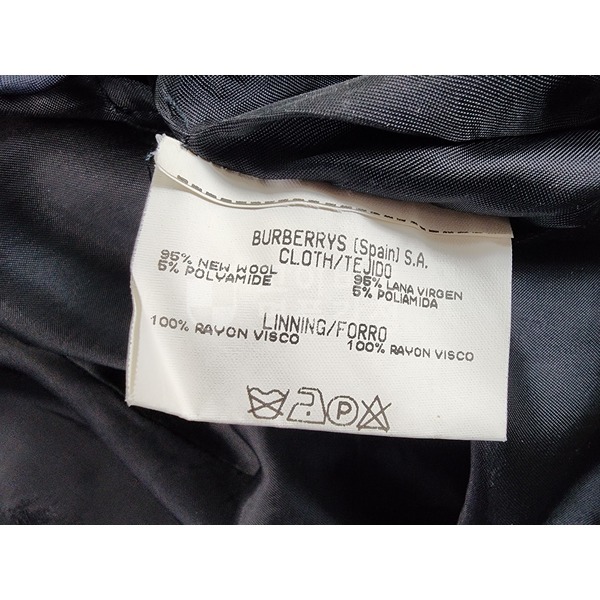 BURBERRYS [Spain] S.A.
CLOTH/TEJIDO
95% NEW WOOL 95% LANA VIRGEN
5% POLYAMIDE 5% POLIAMIDA
LINNING/FORRO
100% RAYON VISCO 100% RAYON VISCO
P